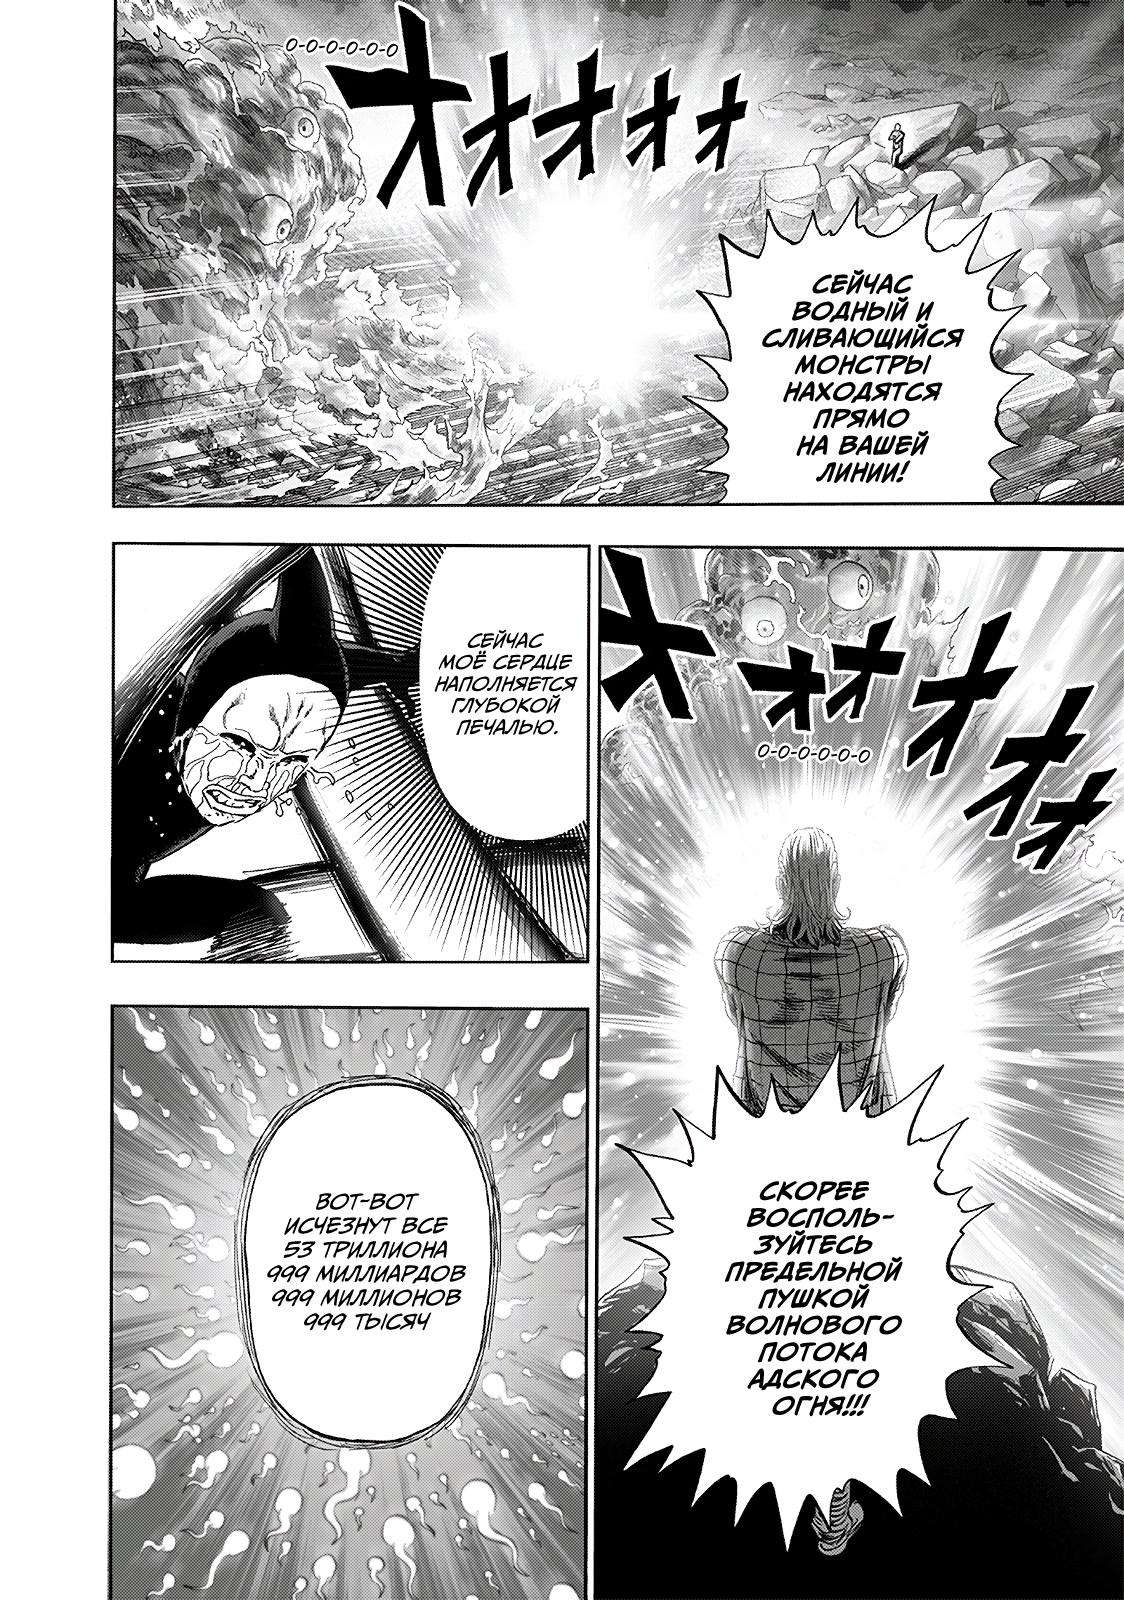 О-О-О-О-О-О
オオオオオ
СЕЙЧАС
ВОДНЫЙ И
СЛИВАЮЩИЙСЯ
МОНСТРЫ
НАХОДЯТСЯ
ПРЯМО
НА ВАШЕЙ
ЛИНИИ!
СЕЙЧАС
МОЁ СЕРДЦЕ
НАПОЛНЯЕТСЯ
ГЛУБОКОЙ
ПЕЧАЛЬЮ.
オオオオオオ
О-О-О-О-О-О
СКОРЕЕ
ВОСПОЛЬ-
ЗУЙТЕСЬ
ПРЕДЕЛЬНОЙ
ПУШКОЙ
ВОЛНОВОГО
ПОТОКА
АДСКОГО
ОГНЯ!!!
ВОТ-ВОТ
ИСЧЕЗНУТ ВСЕ
53 ТРИЛЛИОНА
999 МИЛЛИАРДОВ
999 МИЛЛИОНОВ
999 ТЫСЯЧ